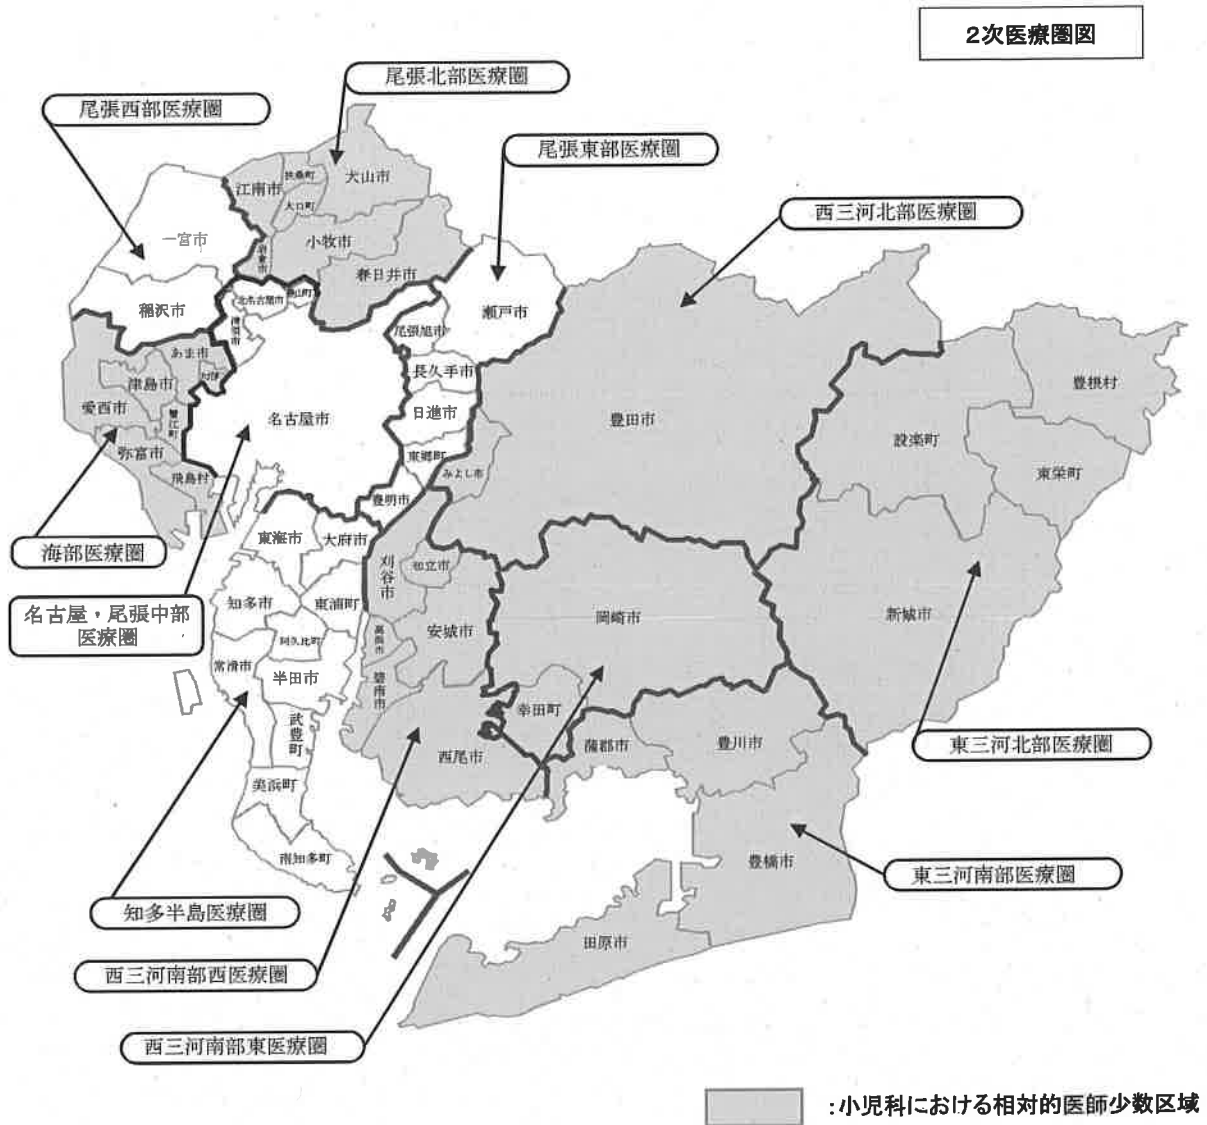 2次医療圏図
尾張北部医療圏
尾張西部医療圏
尾張東部医療圏
西三河北部医療圏
江南市
扶桑町
犬山市
大口町
一宮市
小牧市
岩倉市
春日井市
稲沢市
北名古屋市
豊山町
清須市
瀬戸市
尾張旭市
あま市
大治町
津島市
長久手市
愛西市
蟹江町
名古屋市
日進市
豊田市
豊根村
設楽町
東栄町
弥富市
飛島村
東郷町
みよし市
豊明市
海部医療圏
東海市
大府市
刈谷市
知立市
名古屋・尾張中部
医療圏
知多市
東浦町
岡崎市
新城市
阿久比町
高浜市
安城市
常滑市
半田市
碧南市
武豊町
幸田町
西尾市
蒲郡市
豊川市
東三河北部医療圏
美浜町
南知多町
豊橋市
東三河南部医療圏
知多半島医療圏
田原市
西三河南部西医療圏
西三河南部東医療圏
:小児科における相対的医師少数区域